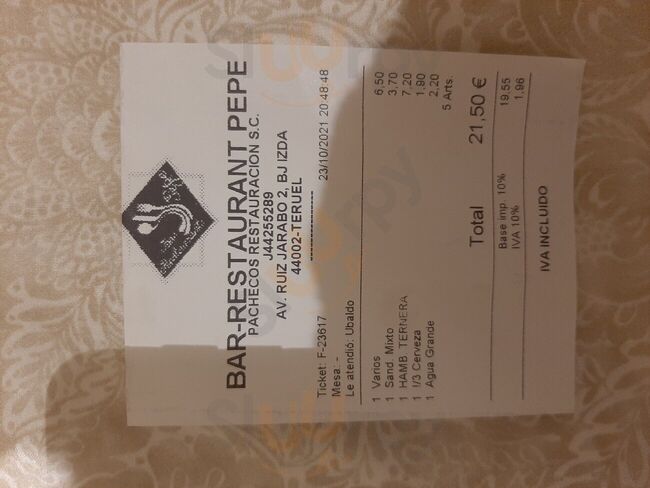 BAR-RESTAURANT PEPE
PACHECOS RESTAURACION S.C.
J44255289
AV. RUIZ JARABO 2, BJ IZDA
44002-TERUEL
Ticket: F-23617 23/10/2021 20:48:48
Mesa: -
Le atendió: Ubaldo
1 Varios 6,50
1 Sand. Mixto 3,70
1 HAMB. TERNERA 7,20
1 1/3 Cerveza 1,90
1 Agua Grande 2,20
5 Arts.
Total 21,50 €
Base imp. 10% 19,55
IVA 10% 1,96
IVA INCLUIDO